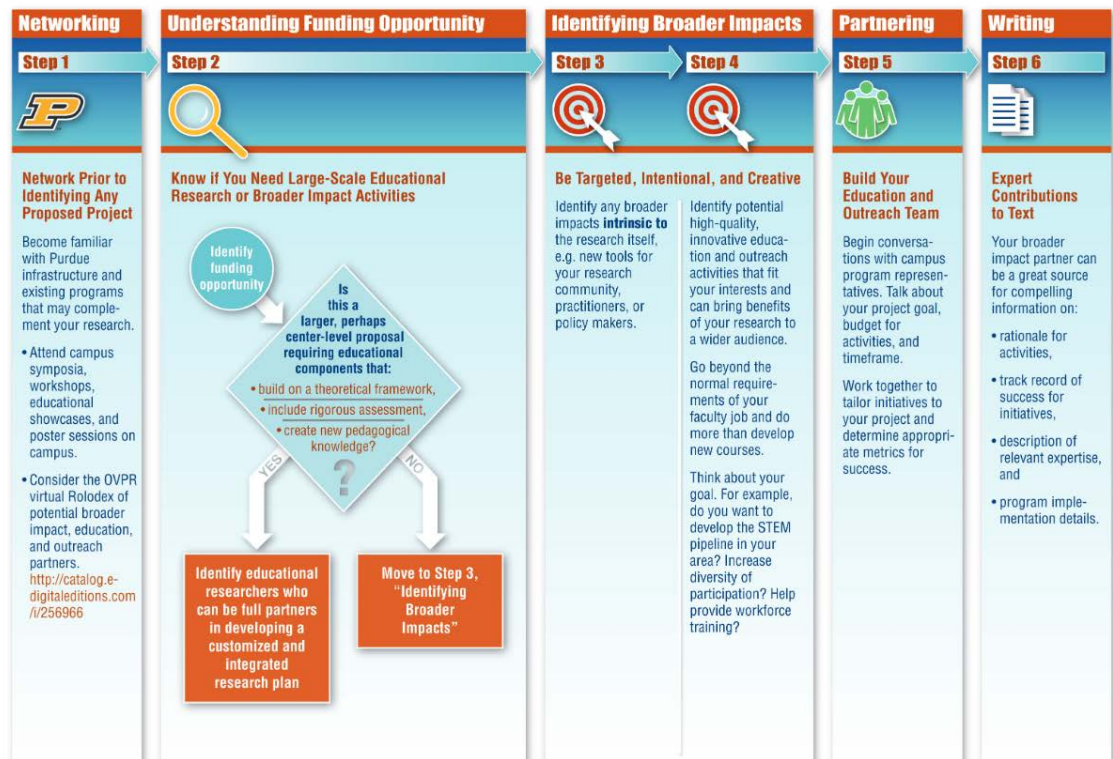 Networking
Step 1
P
Network Prior to
Identifying Any
Proposed Project
Become familiar
with Purdue
infrastructure and
existing programs
that may comple-
ment your research.
• Attend campus
symposia,
workshops,
educational
showcases, and
poster sessions on
campus.
• Consider the OVPR
virtual Rolodex of
potential broader
impact, education,
and outreach
partners.
http://catalog.e-
digitaleditions.com
/i/256966
Understanding Funding Opportunity
Step 2
Know if You Need Large-Scale Educational
Research or Broader Impact Activities
Identify
funding
opportunity
Is
this a
larger, perhaps
center-level proposal
requiring educational
components that:
• build on a theoretical framework,
• include rigorous assessment,
• create new pedagogical
knowledge?
?
YES
NO
Identify educational
researchers who
can be full partners
in developing a
customized and
integrated
research plan
Move to Step 3,
“Identifying
Broader
Impacts”
Identifying Broader Impacts
Step 3
Step 4
Be Targeted, Intentional, and Creative
Identify any broader
impacts intrinsic to
the research itself,
e.g. new tools for
your research
community,
practitioners, or
policy makers.
Identify potential
high-quality,
innovative educa-
tion and outreach
activities that fit
your interests and
can bring benefits
of your research to
a wider audience.
Go beyond the
normal require-
ments of your
faculty job and do
more than develop
new courses.
Think about your
goal. For example,
do you want to
develop the STEM
pipeline in your
area? Increase
diversity of
participation? Help
provide workforce
training?
Partnering
Step 5
Build Your
Education and
Outreach Team
Begin conversa-
tions with campus
program represen-
tatives. Talk about
your project goal,
budget for
activities, and
timeframe.
Work together to
tailor initiatives to
your project and
determine appropri-
ate metrics for
success.
Writing
Step 6
Expert
Contributions
to Text
Your broader
impact partner can
be a great source
for compelling
information on:
• rationale for
activities,
• track record of
success for
initiatives,
• description of
relevant expertise,
and
• program imple-
mentation details.